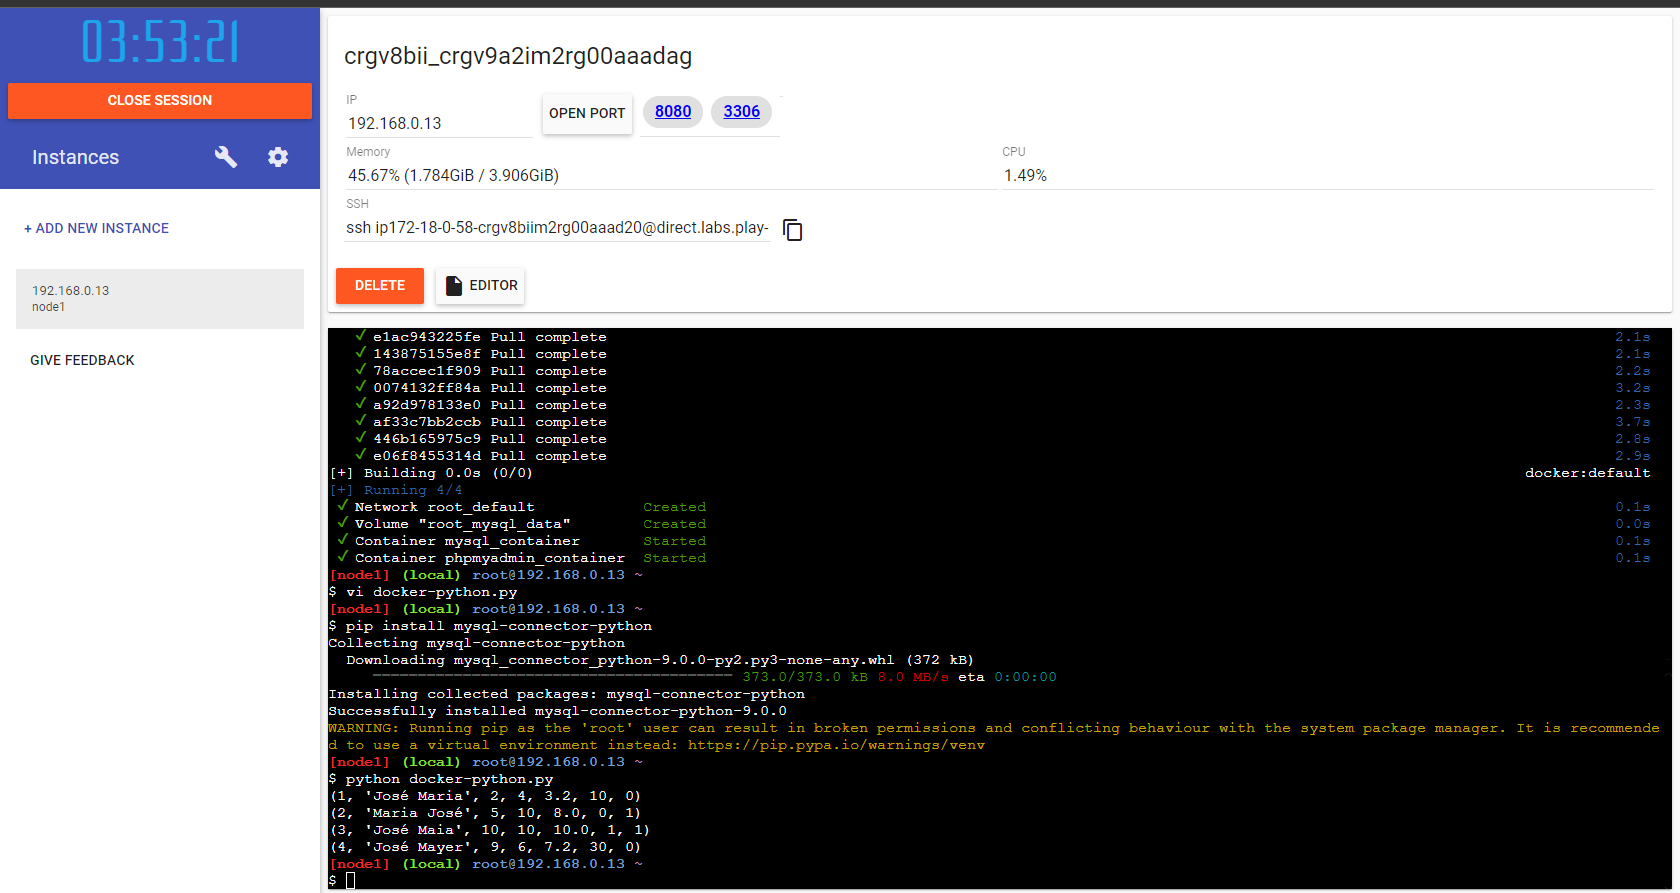 03:53:21
CLOSE SESSION
Instances
+ ADD NEW INSTANCE
192.168.0.13
node1
GIVE FEEDBACK
crgv8bii_crgv9a2im2rg00aaadag
IP
192.168.0.13
OPEN PORT
8080
3306
Memory
45.67% (1.784GiB / 3.906GiB)
CPU
1.49%
SSH
ssh ip172-18-0-58-crgv8biim2rg00aaad20@direct.labs.play-
DELETE
EDITOR
✓ e1ac943225fe Pull complete 2.1s
✓ 143875155e8f Pull complete 2.1s
✓ 78accec1f909 Pull complete 2.2s
✓ 0074132ff84a Pull complete 3.2s
✓ a92d978133e0 Pull complete 2.3s
✓ af33c7bb2ccb Pull complete 3.7s
✓ 446b165975c9 Pull complete 2.8s
✓ e06f8455314d Pull complete 2.9s
[+] Building 0.0s (0/0) docker:default
[+] Running 4/4
✓ Network root_default Created 0.1s
✓ Volume "root_mysql_data" Created 0.0s
✓ Container mysql_container Started 0.1s
✓ Container phpmyadmin_container Started 0.1s
[node1] (local) root@192.168.0.13 ~
$ vi docker-python.py
[node1] (local) root@192.168.0.13 ~
$ pip install mysql-connector-python
Collecting mysql-connector-python
Downloading mysql_connector_python-9.0.0-py2.py3-none-any.whl (372 kB)
━━━━━━━━━━━━━━━━━━━━━━━━━━━━━━━━━━━━━━━━ 373.0/373.0 kB 8.0 MB/s eta 0:00:00
Installing collected packages: mysql-connector-python
Successfully installed mysql-connector-python-9.0.0
WARNING: Running pip as the 'root' user can result in broken permissions and conflicting behaviour with the system package manager. It is recommende
d to use a virtual environment instead: https://pip.pypa.io/warnings/venv
[node1] (local) root@192.168.0.13 ~
$ python docker-python.py
(1, 'José Maria', 2, 4, 3.2, 10, 0)
(2, 'Maria José', 5, 10, 8.0, 0, 1)
(3, 'José Maia', 10, 10, 10.0, 1, 1)
(4, 'José Mayer', 9, 6, 7.2, 30, 0)
[node1] (local) root@192.168.0.13 ~
$